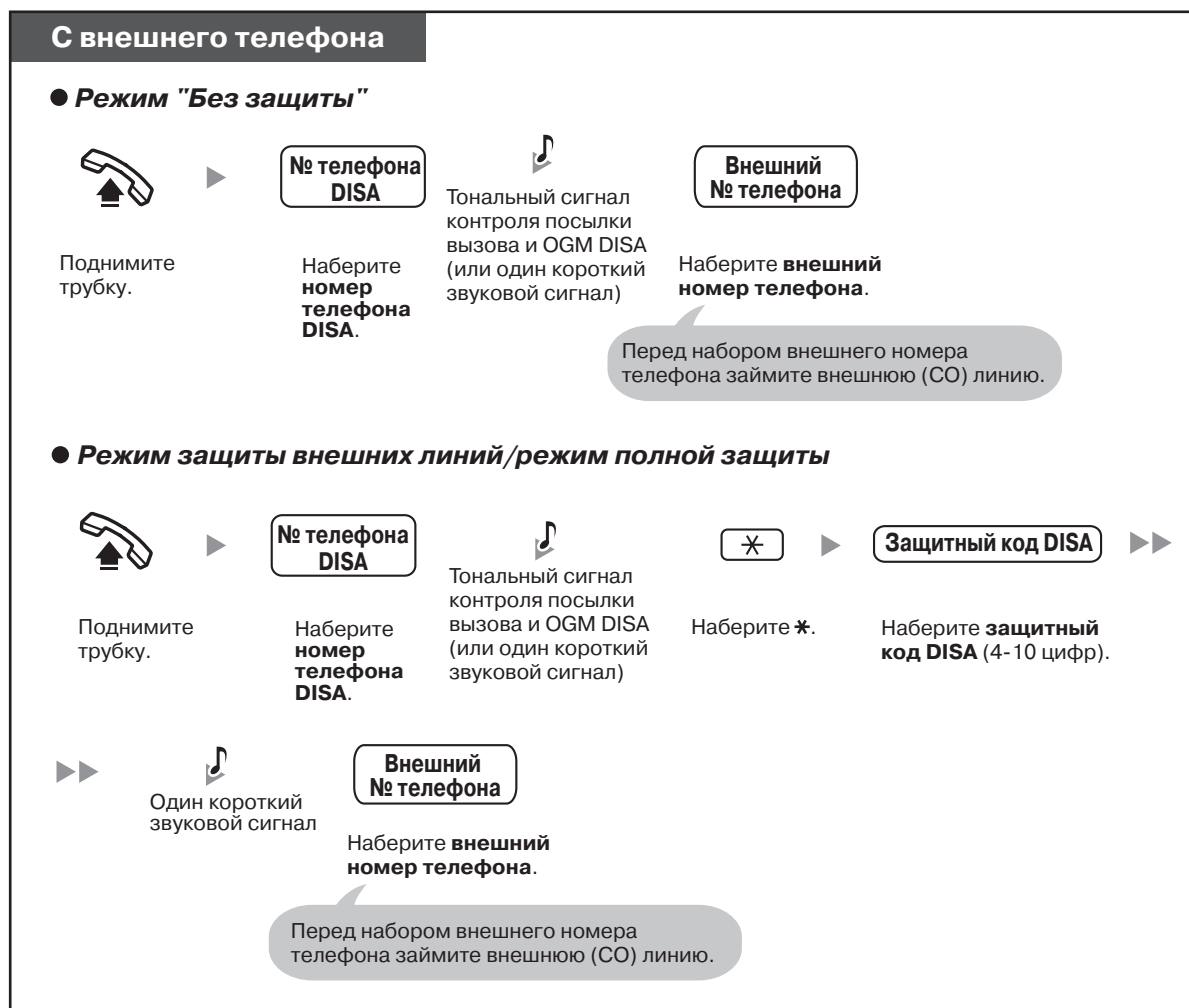 С внешнего телефона
● Режим "Без защиты"
№ телефона
DISA
Внешний
№ телефона
Поднимите
трубку.
Наберите
номер
телефона
DISA.
Тональный сигнал
контроля посылки
вызова и OGM DISA
(или один короткий
звуковой сигнал)
Наберите внешний
номер телефона.
Перед набором внешнего номера
телефона займите внешнюю (СО) линию.
● Режим защиты внешних линий/режим полной защиты
№ телефона
DISA
Защитный код DISA
Поднимите
трубку.
Наберите
номер
телефона
DISA.
Тональный сигнал
контроля посылки
вызова и OGM DISA
(или один короткий
звуковой сигнал)
Наберите *.
Наберите защитный
код DISA (4-10 цифр).
Один короткий
звуковой сигнал
Внешний
№ телефона
Наберите внешний
номер телефона.
Перед набором внешнего номера
телефона займите внешнюю (СО) линию.